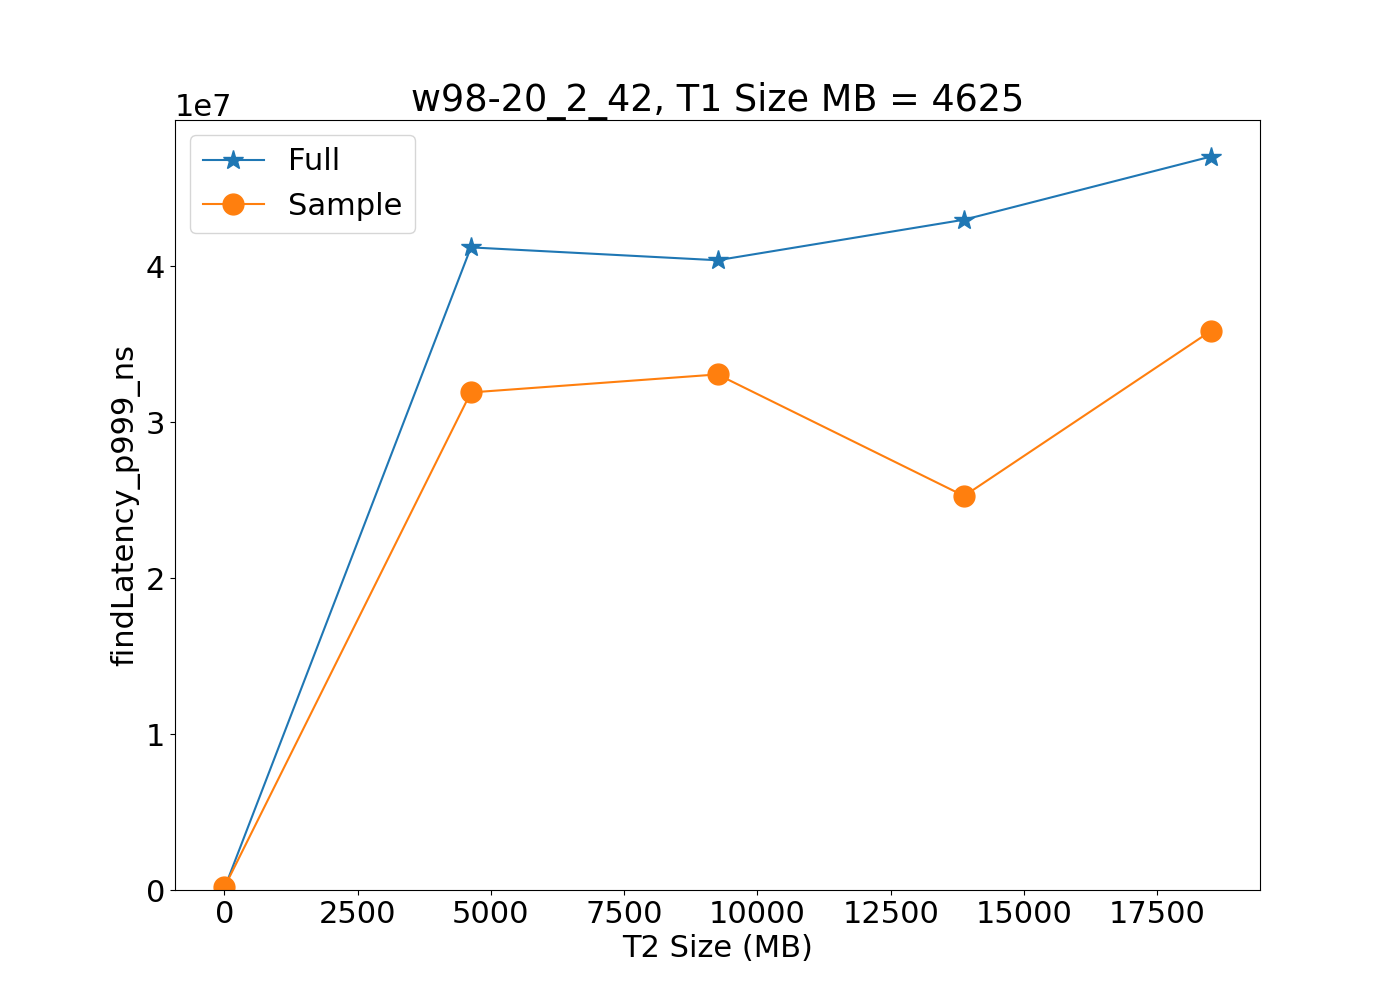 w98-20_2_42, T1 Size MB = 4625
1e7
Full
Sample
4
3
2
1
0
findLatency_p999_ns
0 2500 5000 7500 10000 12500 15000 17500
T2 Size (MB)